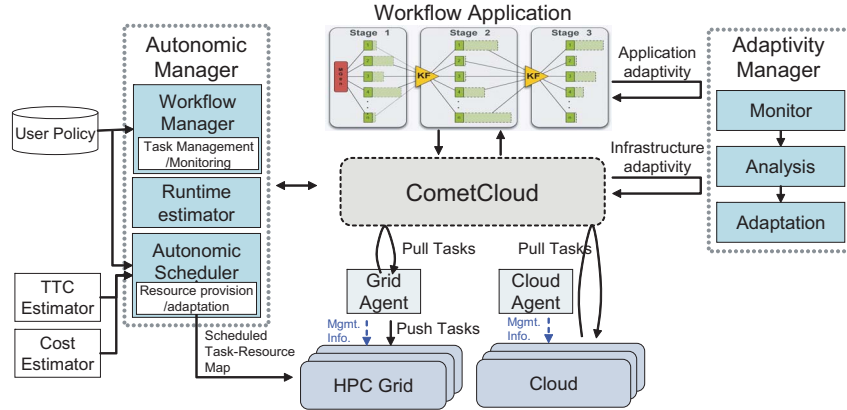 Workflow Application
Stage 1
Stage 2
Stage 3
KF
KF
Autonomic
Manager
Workflow
Manager
Task Management
/Monitoring
Runtime
estimator
Autonomic
Scheduler
Resource provision
/adaptation
User Policy
TTC
Estimator
Cost
Estimator
Scheduled
Task-Resource
Map
CometCloud
Application
adaptivity
Infrastructure
adaptivity
Adaptivity
Manager
Monitor
Analysis
Adaptation
Pull Tasks
Pull Tasks
Grid
Agent
Cloud
Agent
Mgmt.
Info.
Push Tasks
Mgmt.
Info.
HPC Grid
Cloud